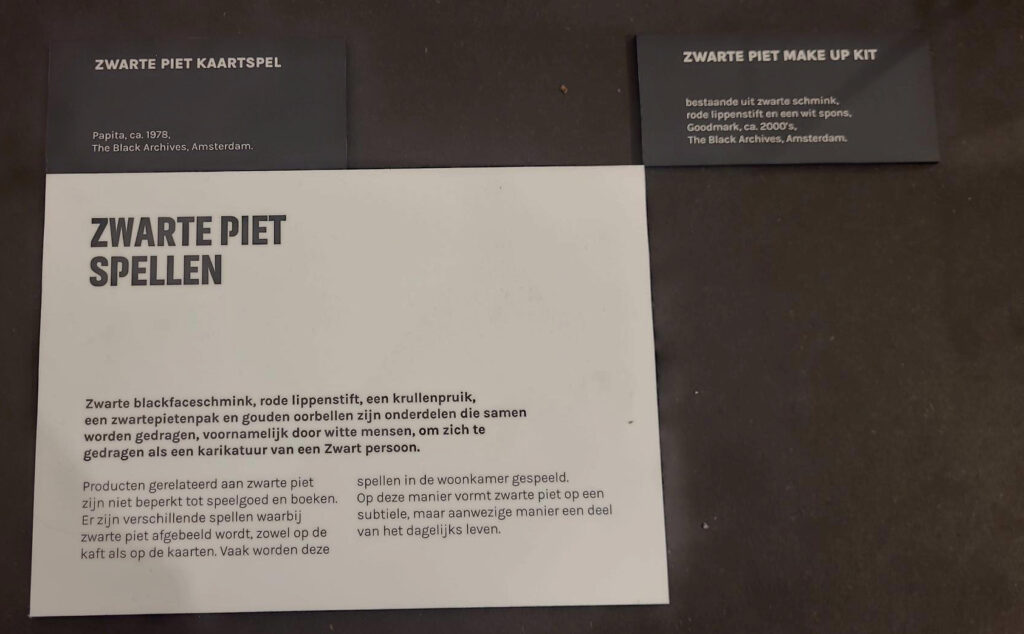 ZWARTE PIET KAARTSPEL
Papita, ca. 1978,
The Black Archives, Amsterdam.
ZWARTE PIET MAKE UP KIT
bestaande uit zwarte schmink,
rode lippenstift en een wit spons,
Goodmark, ca. 2000's,
The Black Archives, Amsterdam.
ZWARTE PIET
SPELLEN
Zwarte blackfaceschmink, rode lippenstift, een krullenpruik,
een zwartepietenpak en gouden oorbellen zijn onderdelen die samen
worden gedragen, voornamelijk door witte mensen, om zich te
gedragen als een karikatuur van een Zwart persoon.
Producten gerelateerd aan zwarte piet
zijn niet beperkt tot speelgoed en boeken.
Er zijn verschillende spellen waarbij
zwarte piet afgebeeld wordt, zowel op de
kaft als op de kaarten. Vaak worden deze
spellen in de woonkamer gespeeld.
Op deze manier vormt zwarte piet op een
subtiele, maar aanwezige manier een deel
van het dagelijks leven.